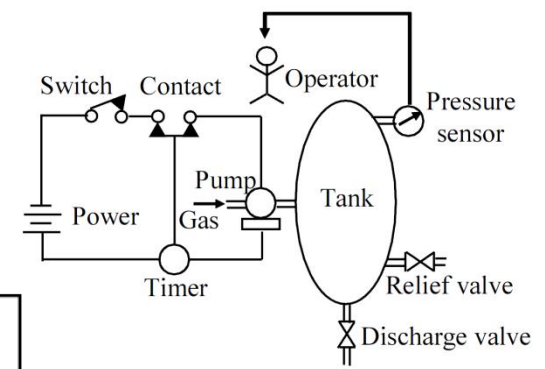 Switch
Contact
Operator
Pressure
sensor
Pump
Tank
Power
Gas
Timer
Relief valve
Discharge valve